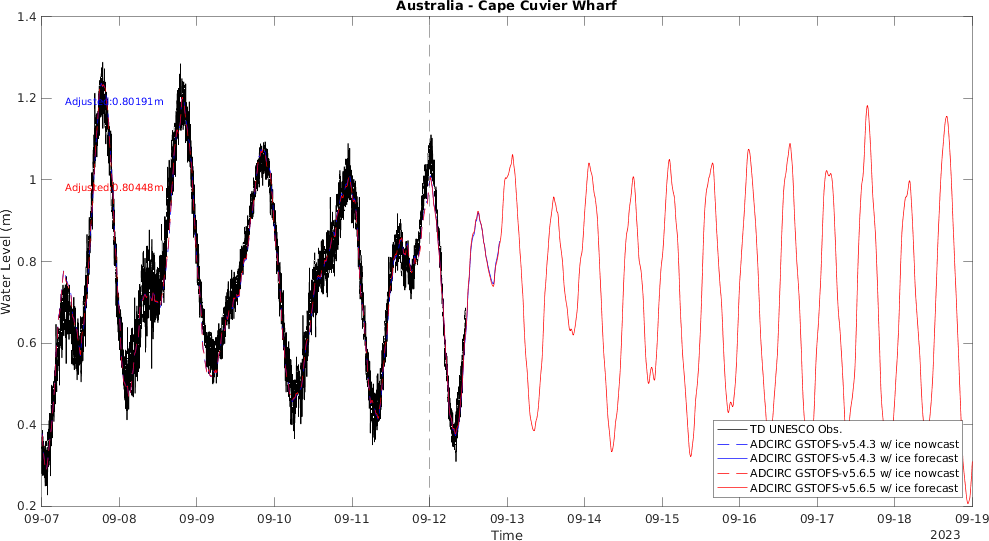 Australia - Cape Cuvier Wharf
1.4
1.2
1
0.8
0.6
0.4
0.2
Water Level (m)
Adjusted:0.80191m
Adjusted:0.80448m
TD UNESCO Obs.
ADCIRC GSTOFS-v5.4.3 w/ ice nowcast
ADCIRC GSTOFS-v5.4.3 w/ ice forecast
ADCIRC GSTOFS-v5.6.5 w/ ice nowcast
ADCIRC GSTOFS-v5.6.5 w/ ice forecast
09-07 09-08 09-09 09-10 09-11 09-12 09-13 09-14 09-15 09-16 09-17 09-18 09-19
Time
2023